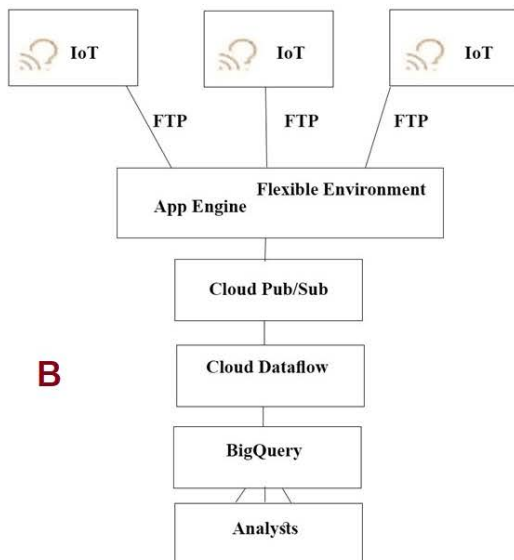 IoT
IoT
IoT
FTP
FTP
FTP
Flexible Environment
App Engine
Cloud Pub/Sub
Cloud Dataflow
B
BigQuery
Analysts